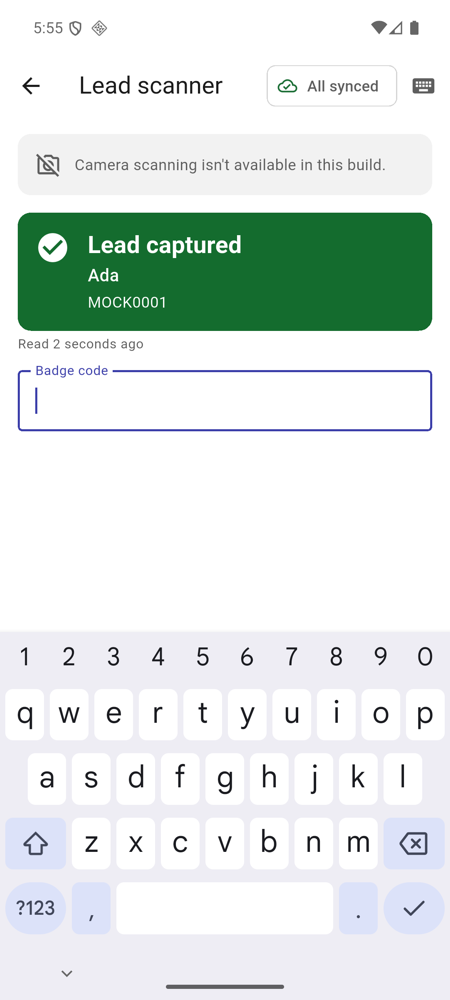 5:55
Lead scanner
All synced
Camera scanning isn't available in this build.
Lead captured
Ada
MOCK0001
Read 2 seconds ago
Badge code
1 2 3 4 5 6 7 8 9 0
q w e r t y u i o p
a s d f g h j k l
z x c v b n m
?123 , .